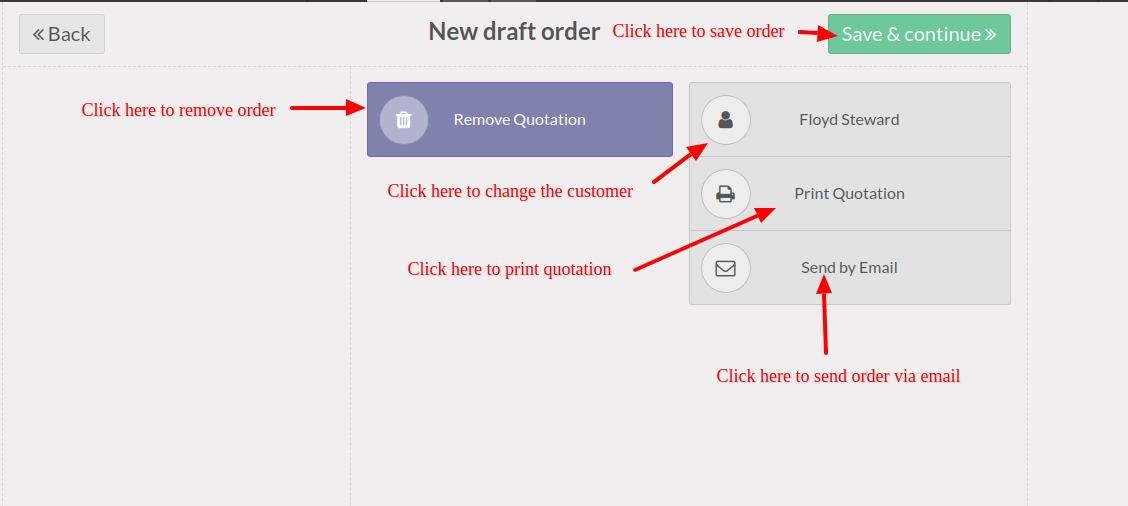 Back
New draft order
Click here to save order
Save & continue
Click here to remove order
Remove Quotation
Floyd Steward
Click here to change the customer
Print Quotation
Click here to print quotation
Send by Email
Click here to send order via email